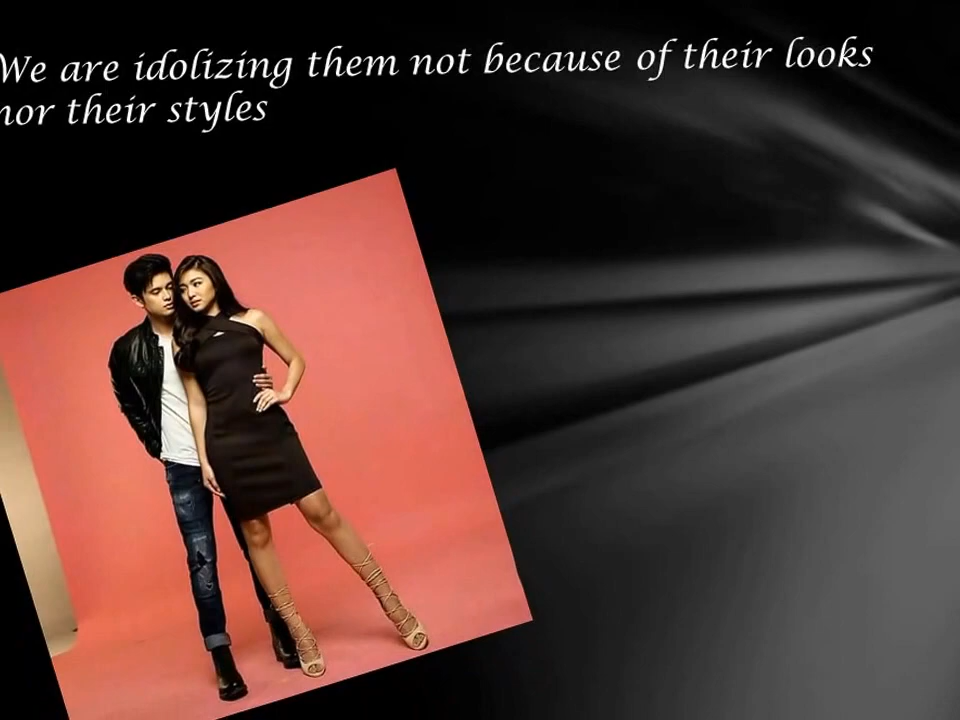 We are idolizing them not because of their looks
nor their styles